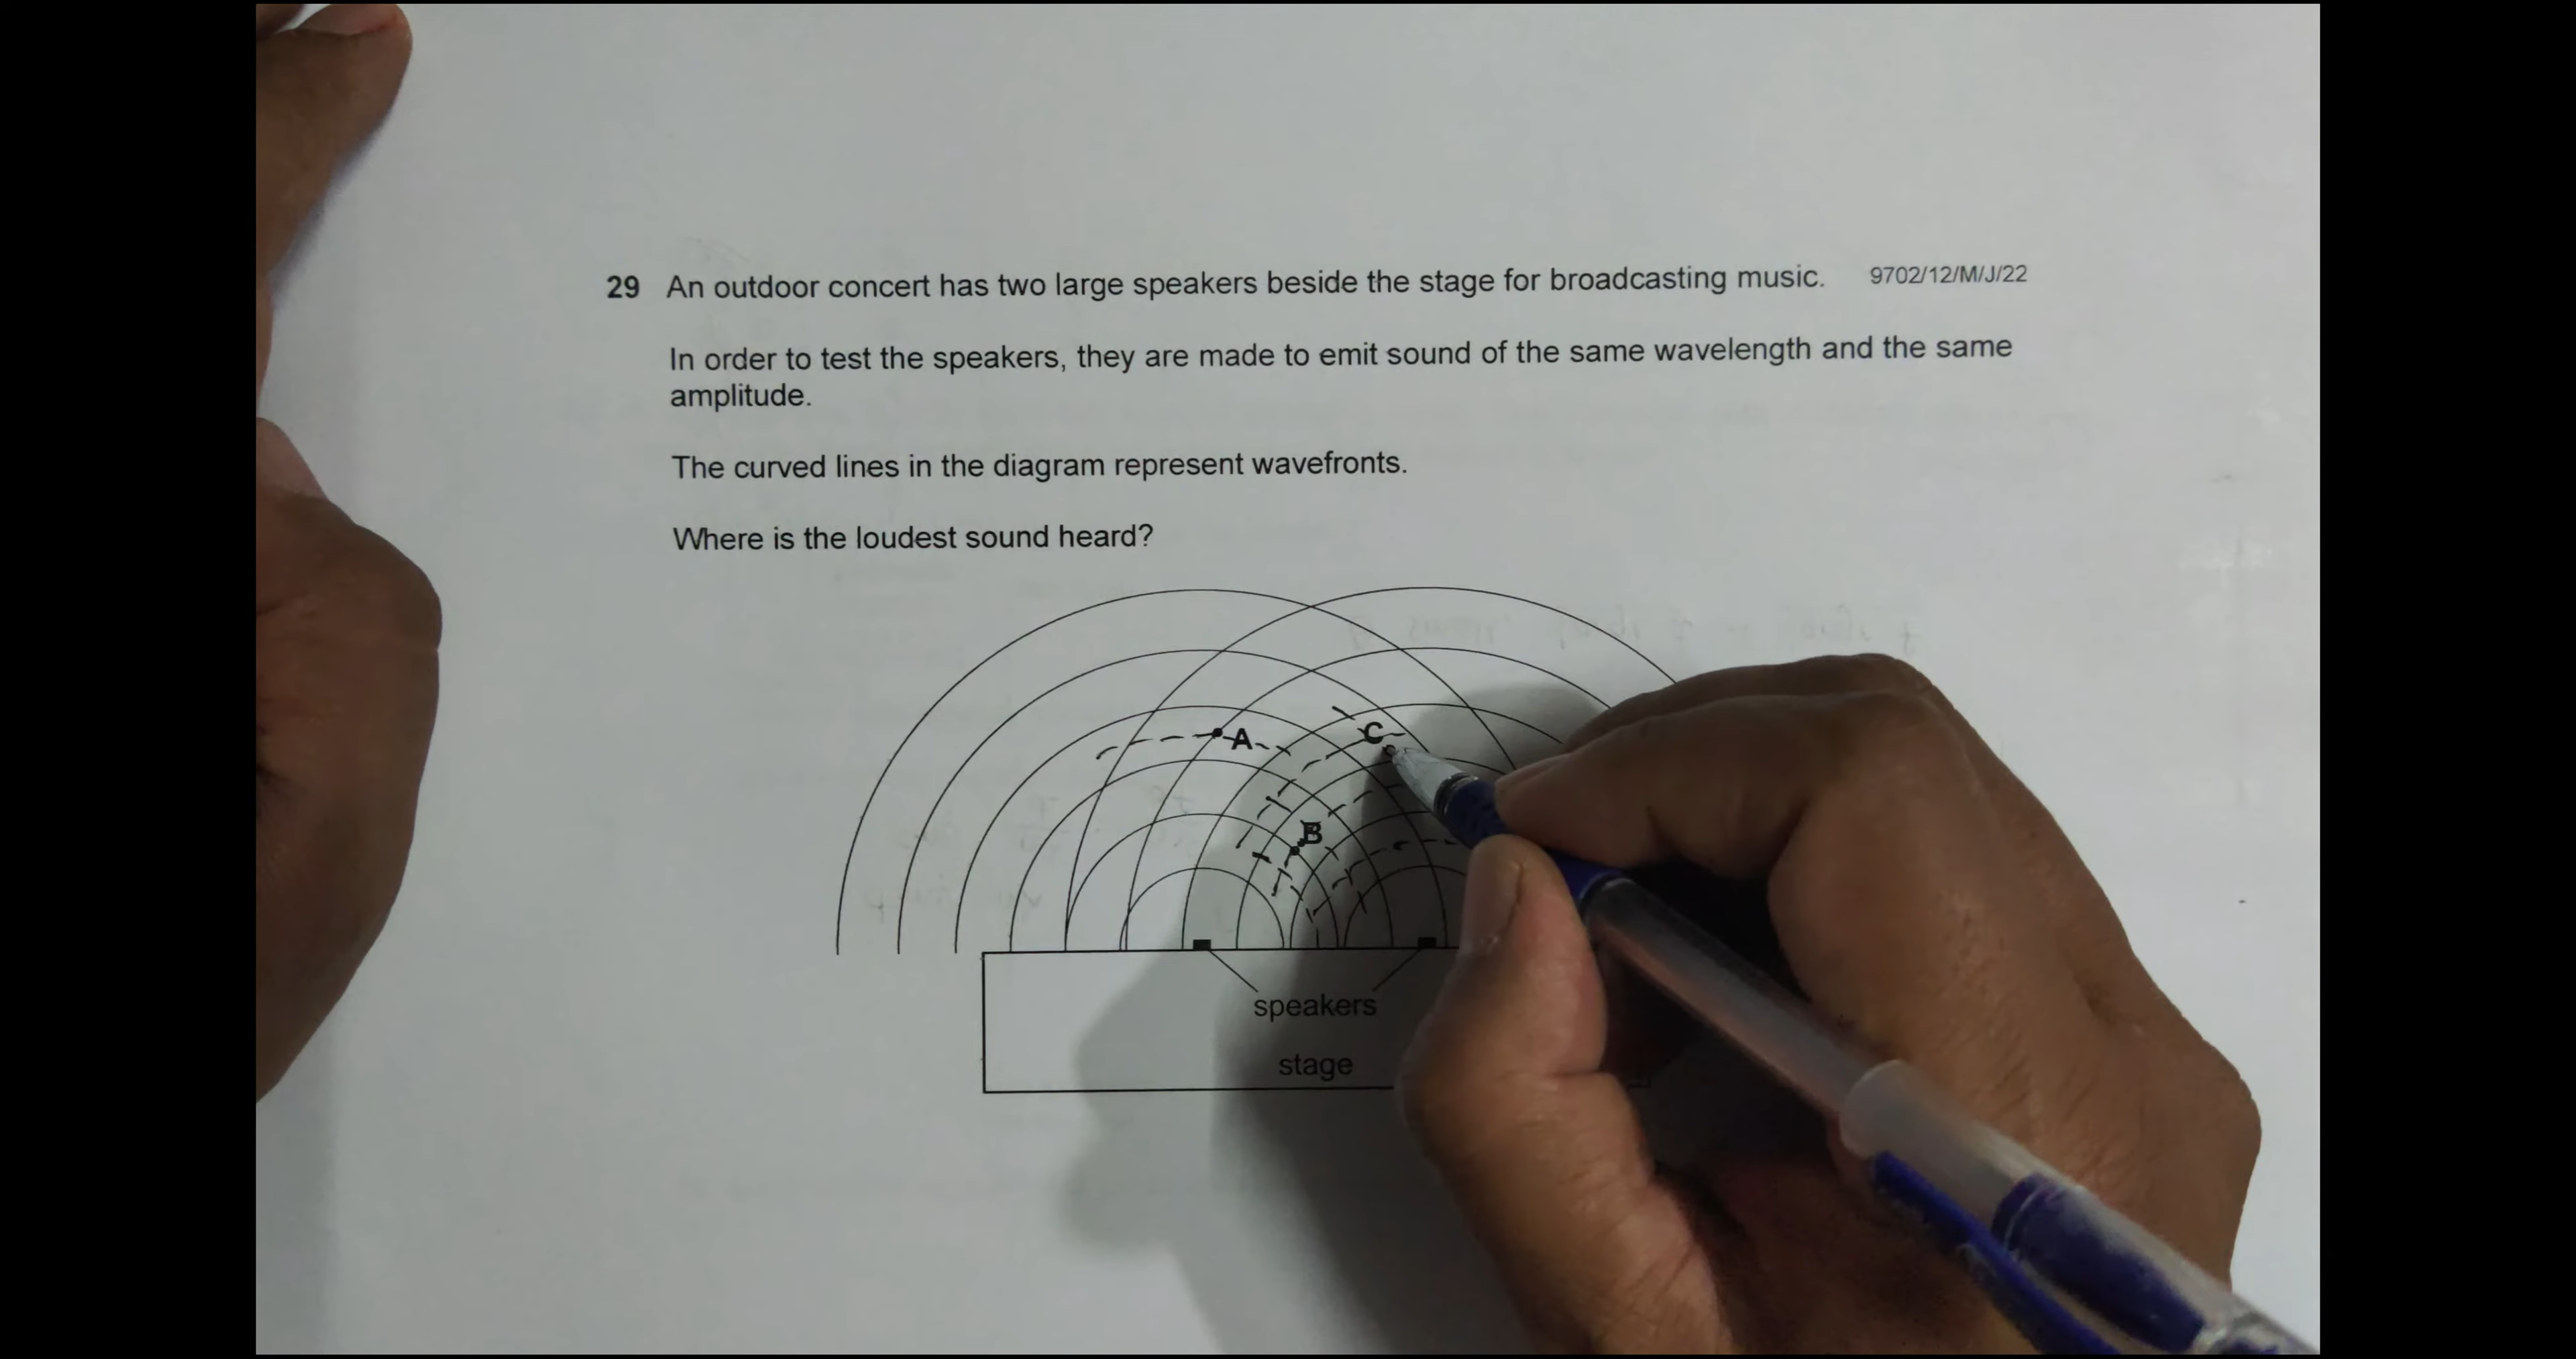 29 An outdoor concert has two large speakers beside the stage for broadcasting music. 9702/12/M/J/22
In order to test the speakers, they are made to emit sound of the same wavelength and the same
amplitude.
The curved lines in the diagram represent wavefronts.
Where is the loudest sound heard?
C
A
B
speakers
stage